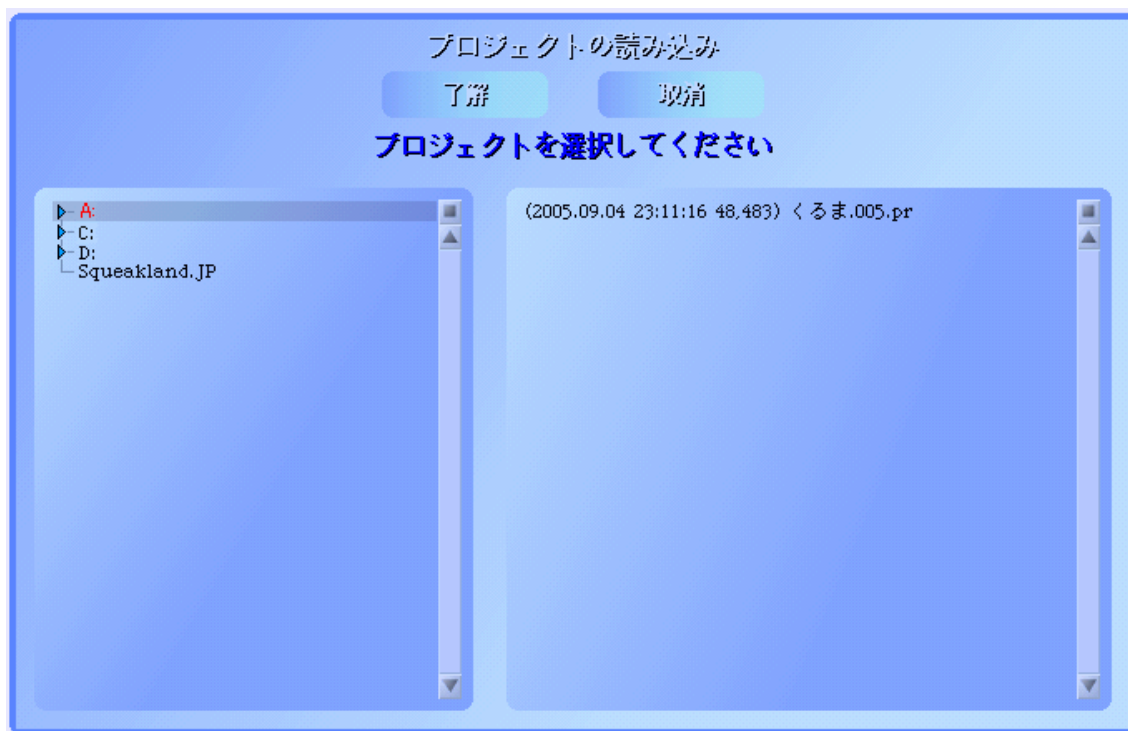 プロジェクトの読み込み
了解 取消
プロジェクトを選択してください
A:
C:
D:
Squeakland.JP
(2005.09.04 23:11:16 48,483) くるま.005.pr